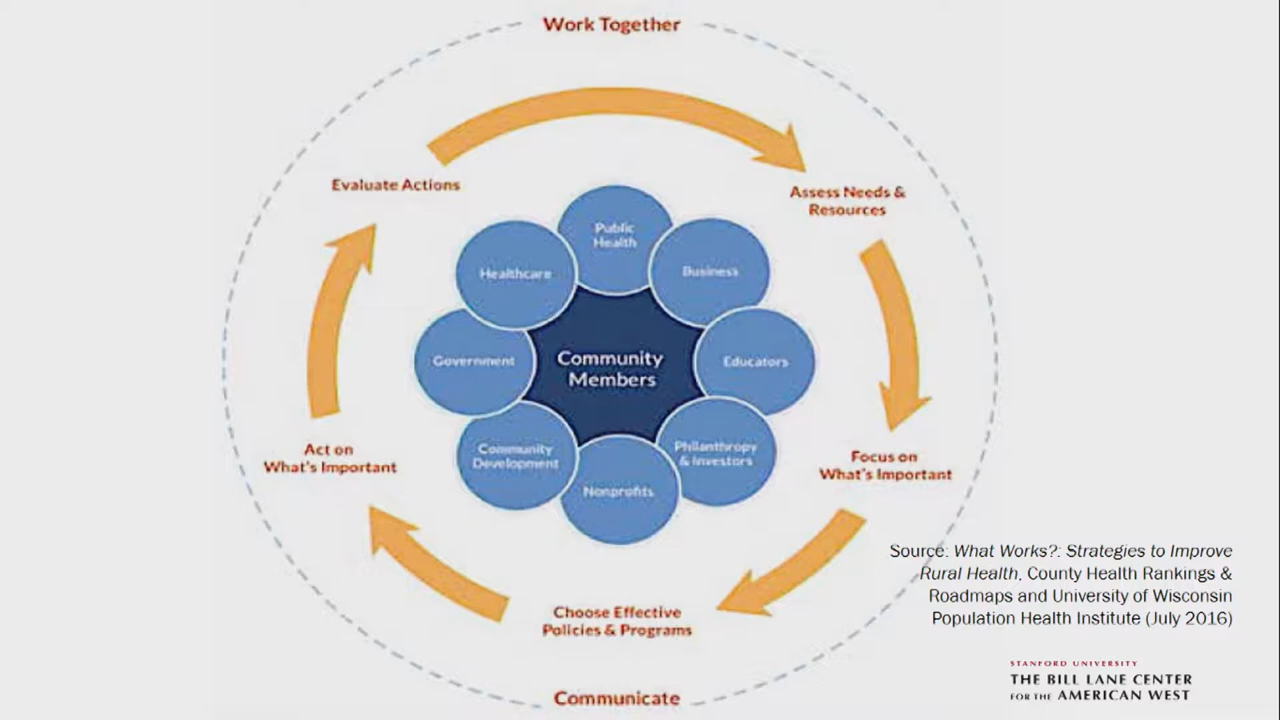 Work Together
Evaluate Actions
Assess Needs &
Resources
Public
Health
Healthcare
Business
Government
Community
Members
Educators
Community
Development
Philanthropy
& Investors
Nonprofits
Act on
What's Important
Focus on
What's Important
Choose Effective
Policies & Programs
Communicate
Source: What Works?: Strategies to Improve
Rural Health, County Health Rankings &
Roadmaps and University of Wisconsin
Population Health Institute (July 2016)
STANFORD UNIVERSITY
THE BILL LANE CENTER
FOR THE AMERICAN WEST